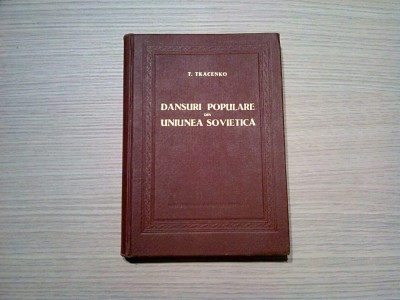 T. TKACENKO
DANSURI POPULARE
DIN
UNIUNEA SOVIETICA